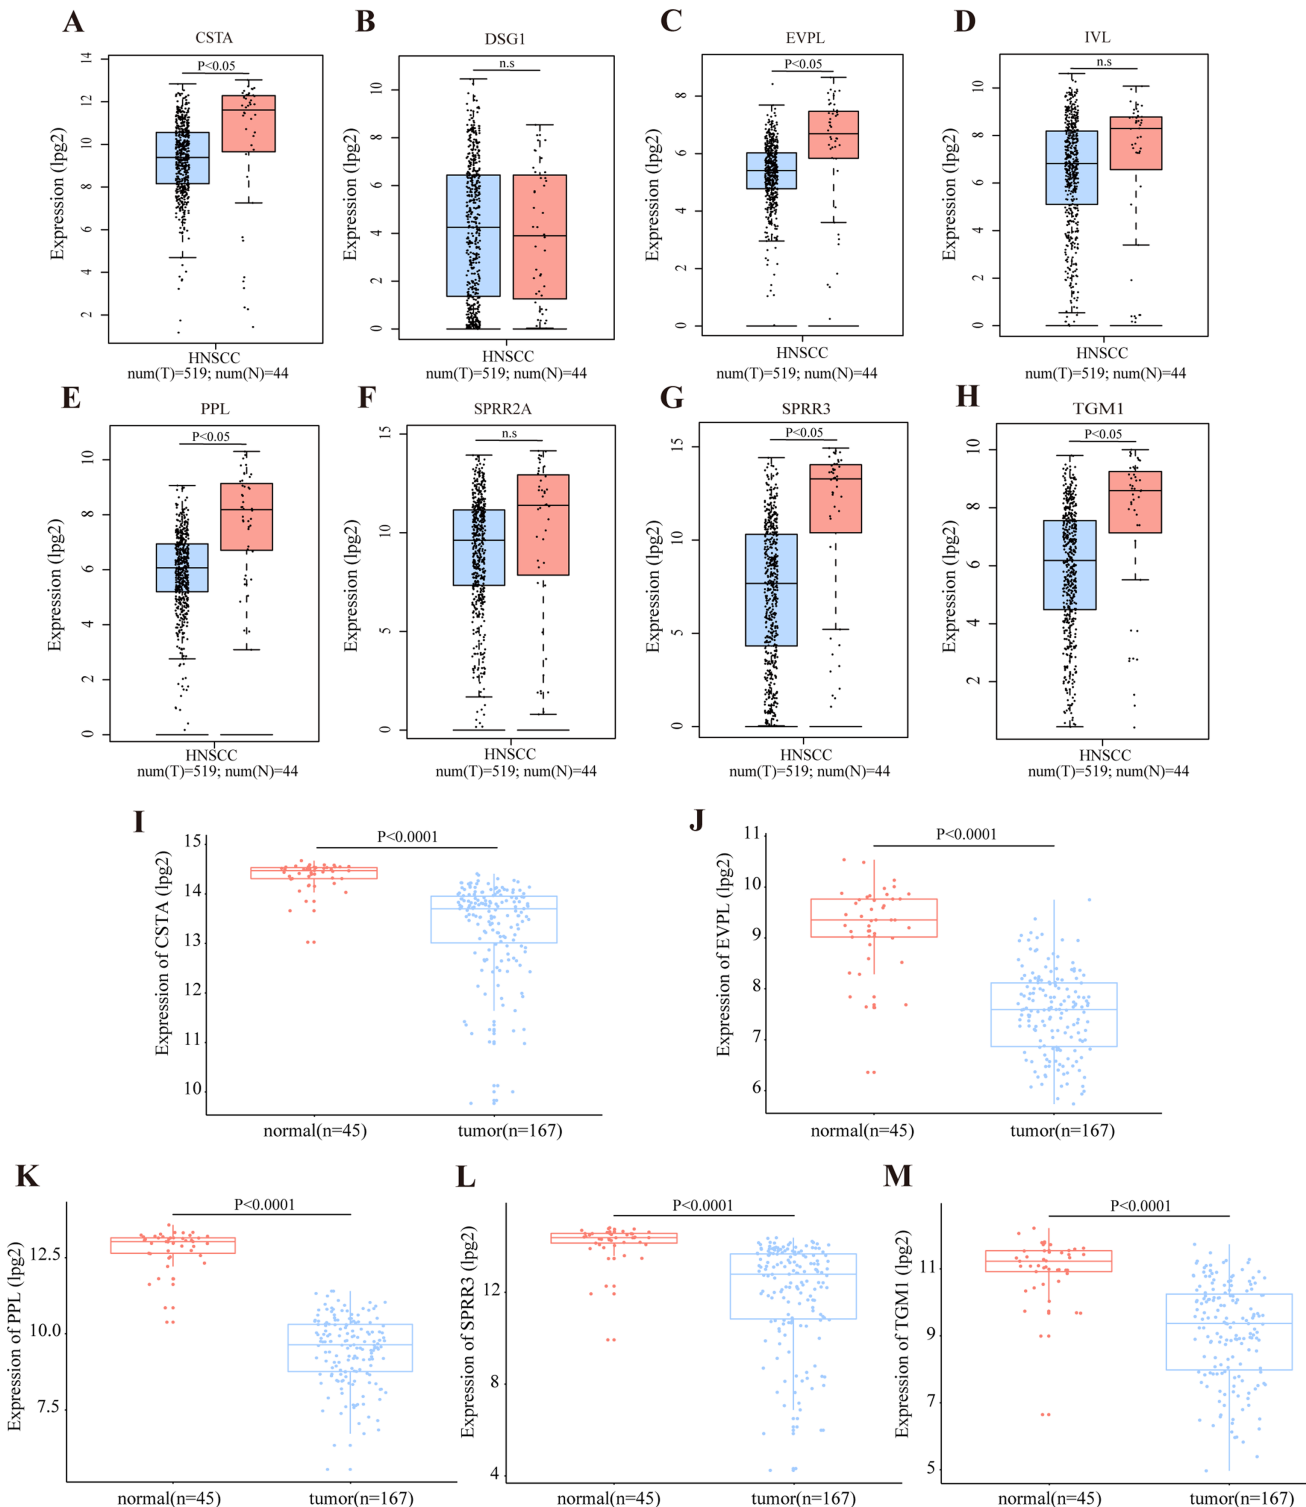 A
CSTA
P<0.05
Expression (lpg2)
14
12
10
8
6
4
2
HNSCC
num(T)=519; num(N)=44
B
DSG1
n.s
Expression (lpg2)
10
8
6
4
2
0
HNSCC
num(T)=519; num(N)=44
C
EVPL
P<0.05
Expression (lpg2)
8
6
4
2
0
HNSCC
num(T)=519; num(N)=44
D
IVL
n.s
Expression (lpg2)
10
8
6
4
2
0
HNSCC
num(T)=519; num(N)=44
E
PPL
P<0.05
Expression (lpg2)
10
8
6
4
2
0
HNSCC
num(T)=519; num(N)=44
F
SPRR2A
n.s
Expression (lpg2)
15
10
5
0
HNSCC
num(T)=519; num(N)=44
G
SPRR3
P<0.05
Expression (lpg2)
15
10
5
0
HNSCC
num(T)=519; num(N)=44
H
TGM1
P<0.05
Expression (lpg2)
10
8
6
4
2
HNSCC
num(T)=519; num(N)=44
I
P<0.0001
Expression of CSTA (lpg2)
15
14
13
12
11
10
normal(n=45)
tumor(n=167)
J
P<0.0001
Expression of EVPL (lpg2)
11
10
9
8
7
6
normal(n=45)
tumor(n=167)
K
P<0.0001
Expression of PPL (lpg2)
12.5
10.0
7.5
normal(n=45)
tumor(n=167)
L
P<0.0001
Expression of SPRR3 (lpg2)
12
8
4
normal(n=45)
tumor(n=167)
M
P<0.0001
Expression of TGM1 (lpg2)
11
9
7
5
normal(n=45)
tumor(n=167)